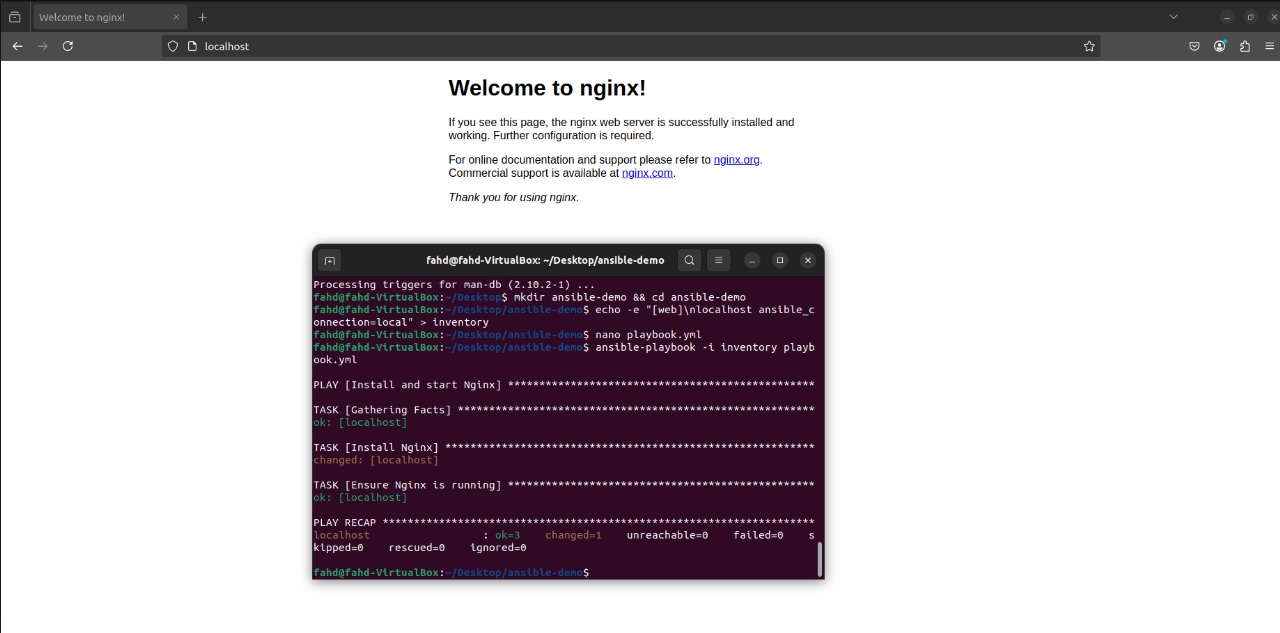 Welcome to nginx!
localhost
Welcome to nginx!
If you see this page, the nginx web server is successfully installed and
working. Further configuration is required.
For online documentation and support please refer to nginx.org.
Commercial support is available at nginx.com.
Thank you for using nginx.
fahd@fahd-VirtualBox: ~/Desktop/ansible-demo
Processing triggers for man-db (2.10.2-1) ...
fahd@fahd-VirtualBox:~/Desktop$ mkdir ansible-demo && cd ansible-demo
fahd@fahd-VirtualBox:~/Desktop/ansible-demo$ echo -e "[web]\nlocalhost ansible_c
onnection=local" > inventory
fahd@fahd-VirtualBox:~/Desktop/ansible-demo$ nano playbook.yml
fahd@fahd-VirtualBox:~/Desktop/ansible-demo$ ansible-playbook -i inventory playb
ook.yml
PLAY [Install and start Nginx] *************************************************
TASK [Gathering Facts] *********************************************************
ok: [localhost]
TASK [Install Nginx] ***********************************************************
changed: [localhost]
TASK [Ensure Nginx is running] *************************************************
ok: [localhost]
PLAY RECAP *********************************************************************
localhost                  : ok=3    changed=1    unreachable=0    failed=0    s
kipped=0    rescued=0    ignored=0
fahd@fahd-VirtualBox:~/Desktop/ansible-demo$